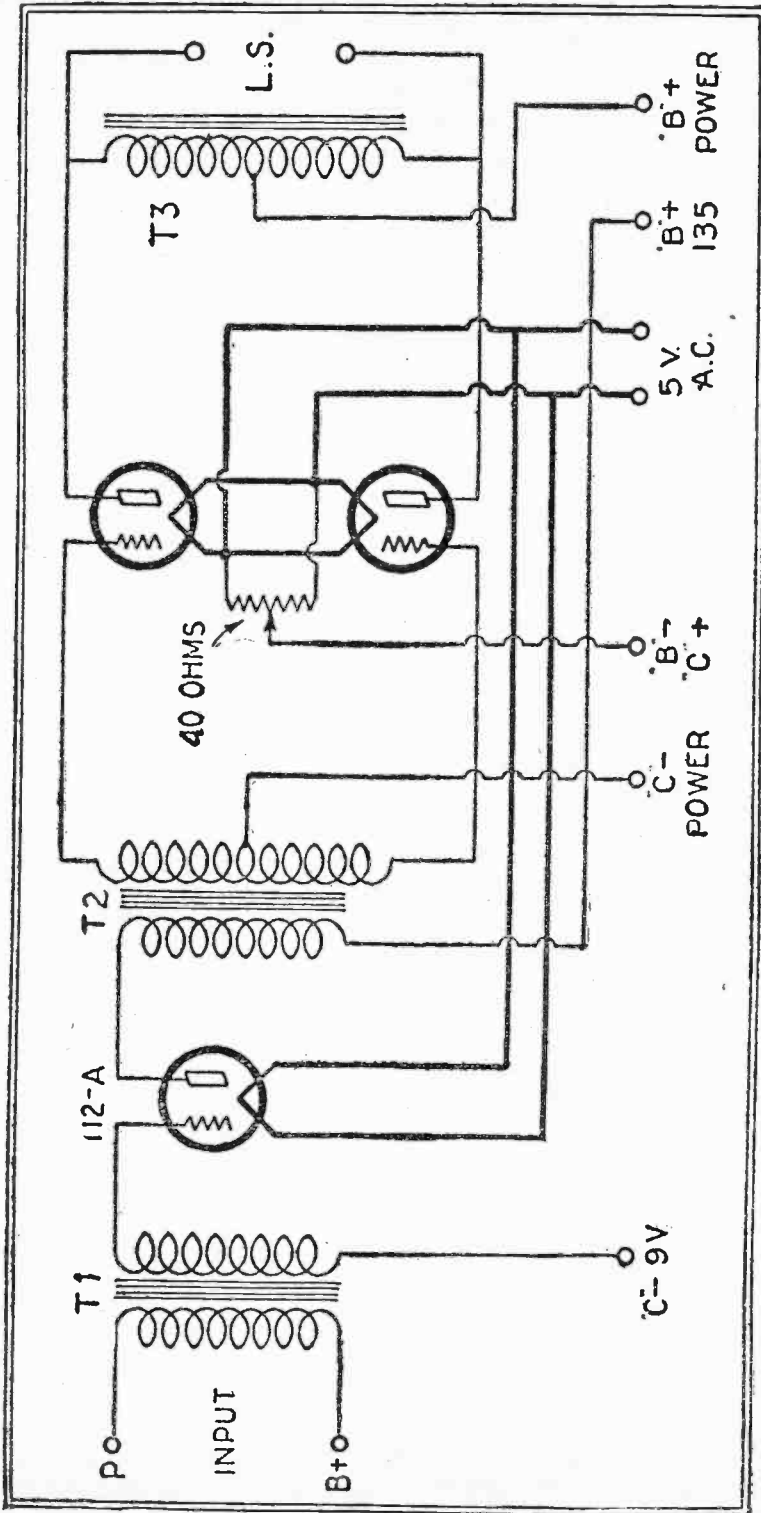 P
INPUT
B+
T1
"C"- 9V
112-A
T2
"C"-
POWER
40 OHMS
"B"-
"C"+
5 V.
A.C.
T3
"B"+
135
"B"+
POWER
L.S.